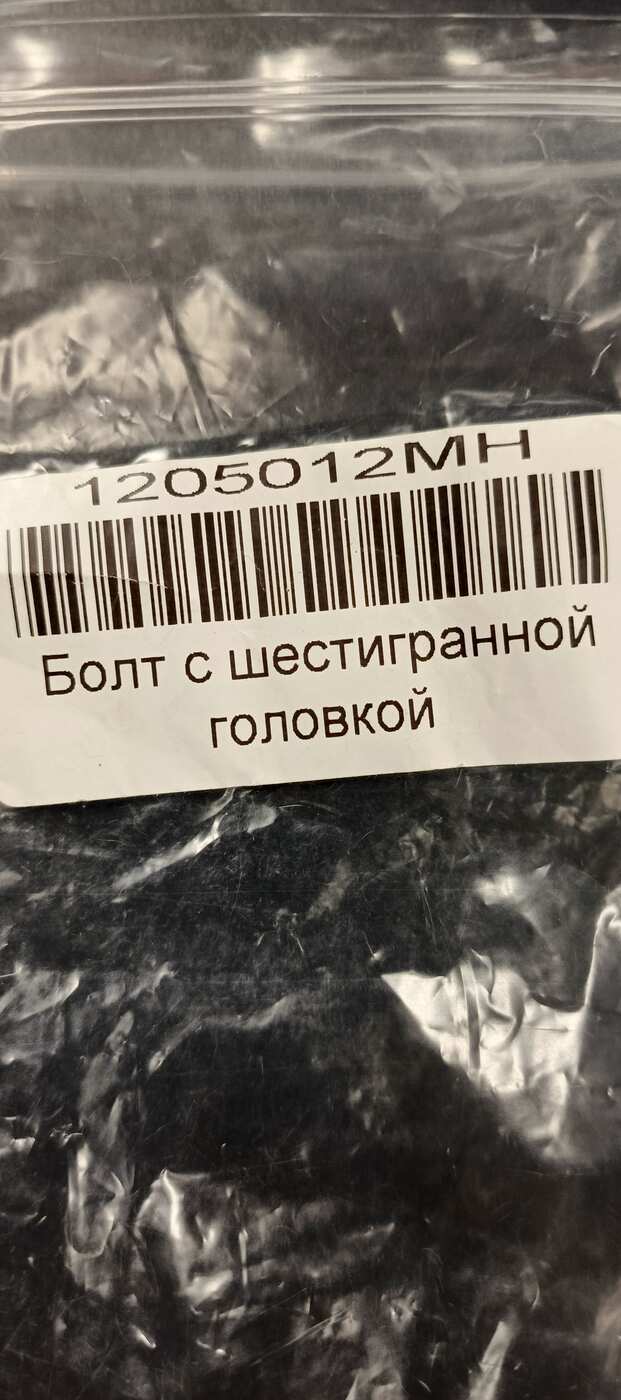 1205012MH
Болт с шестигранной
головкой